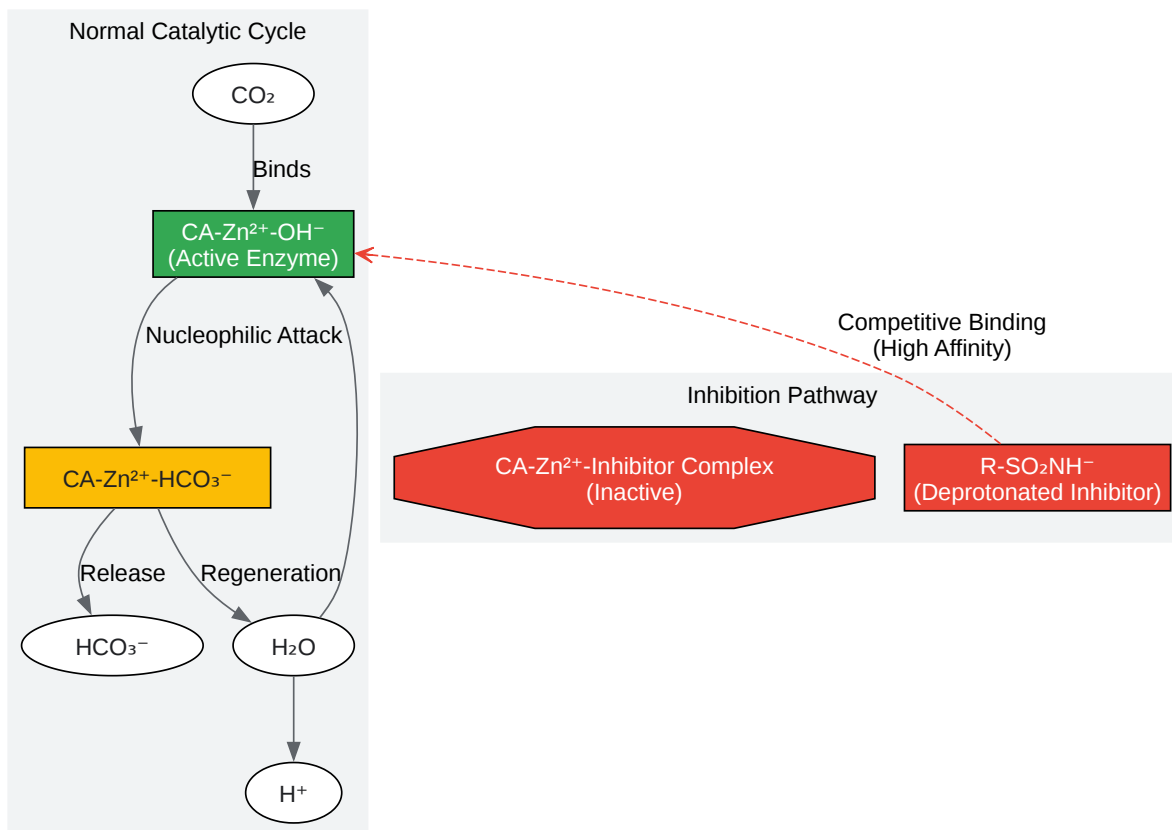 Normal Catalytic Cycle
CO₂
Binds
CA-Zn²⁺-OH⁻
(Active Enzyme)
Nucleophilic Attack
CA-Zn²⁺-HCO₃⁻
Release
Regeneration
HCO₃⁻
H₂O
H⁺
Competitive Binding
(High Affinity)
Inhibition Pathway
CA-Zn²⁺-Inhibitor Complex
(Inactive)
R-SO₂NH⁻
(Deprotonated Inhibitor)